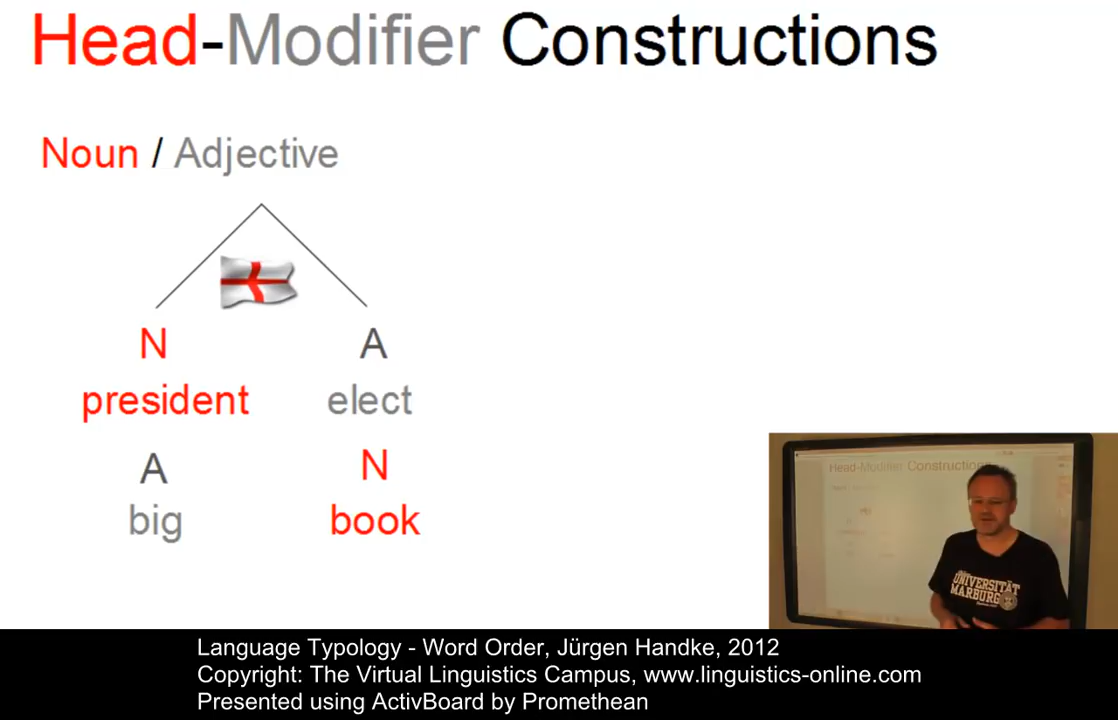 Head-Modifier Constructions
Noun / Adjective
N A
president elect
A N
big book
Head-Modifier Constructions
UNIVERSITÄT
MARBURG
Language Typology - Word Order, Jürgen Handke, 2012
Copyright: The Virtual Linguistics Campus, www.linguistics-online.com
Presented using ActivBoard by Promethean